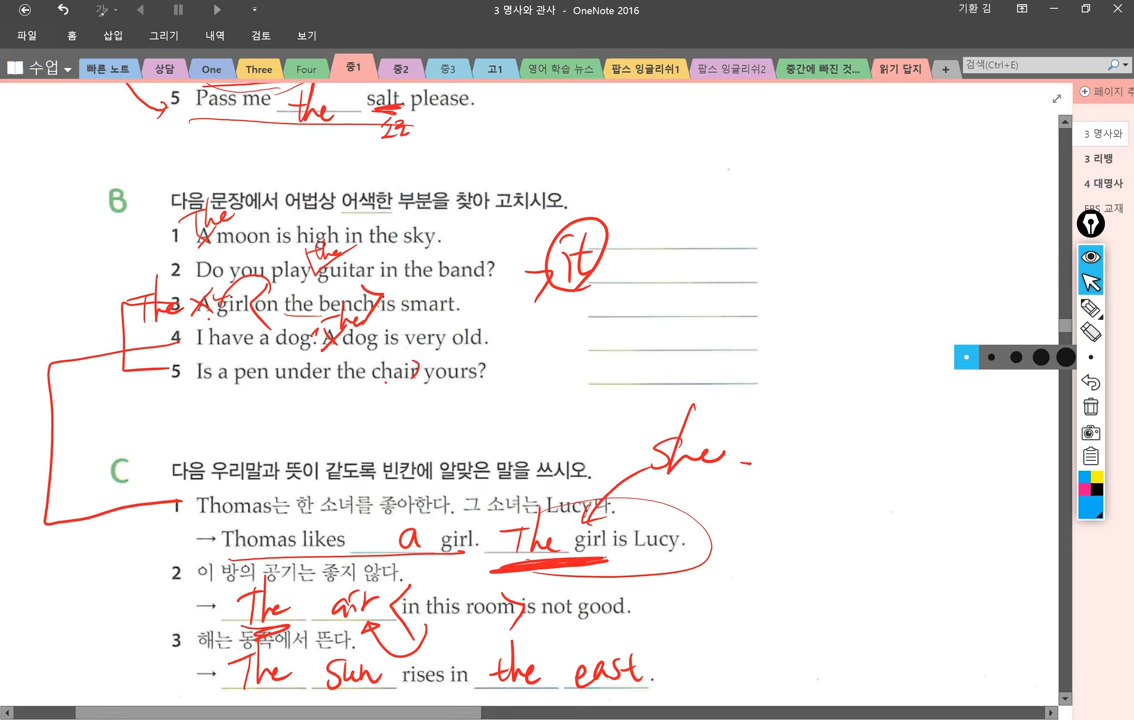 3 명사와 관사 - OneNote 2016
기환 김
파일 홈 삽입 그리기 내역 검토 보기
수업 빠른 노트 상담 One Three Four 중1 중2 중3 고1 영어 학습 뉴스 팝스 잉글리쉬1 팝스 잉글리쉬2 중간에 빠진 것... 읽기 답지 + 검색(Ctrl+E)
페이지 추
3 명사와
3 리뱅
4 대명사
EBS 교재
5 Pass me the salt, please.
B 다음 문장에서 어법상 어색한 부분을 찾아 고치시오.
The
1 A moon is high in the sky.
the
2 Do you play guitar in the band?
it
The
3 A girl on the bench is smart.
The
4 I have a dog. A dog is very old.
5 Is a pen under the chair yours?
she
C 다음 우리말과 뜻이 같도록 빈칸에 알맞은 말을 쓰시오.
1 Thomas는 한 소녀를 좋아한다. 그 소녀는 Lucy다.
→ Thomas likes a girl. The girl is Lucy.
2 이 방의 공기는 좋지 않다.
→ The air in this room is not good.
3 해는 동쪽에서 뜬다.
→ The sun rises in the east.